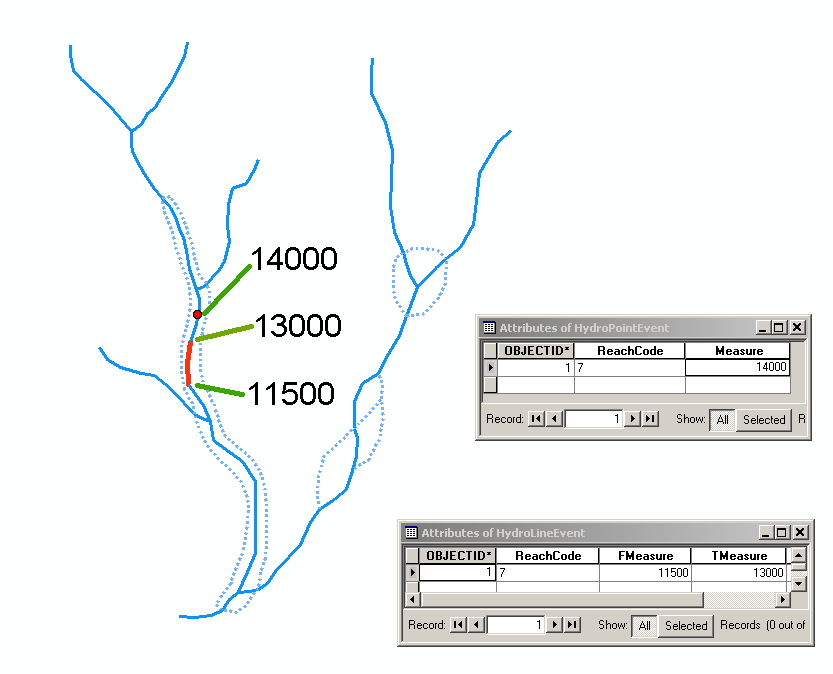 14000
13000
11500
Attributes of HydroPointEvent
OBJECTID* ReachCode Measure
1 7 14000
Record: 1 Show: All Selected R
Attributes of HydroLineEvent
OBJECTID* ReachCode FMeasure TMeasure
1 7 11500 13000
Record: 1 Show: All Selected Records (0 out of